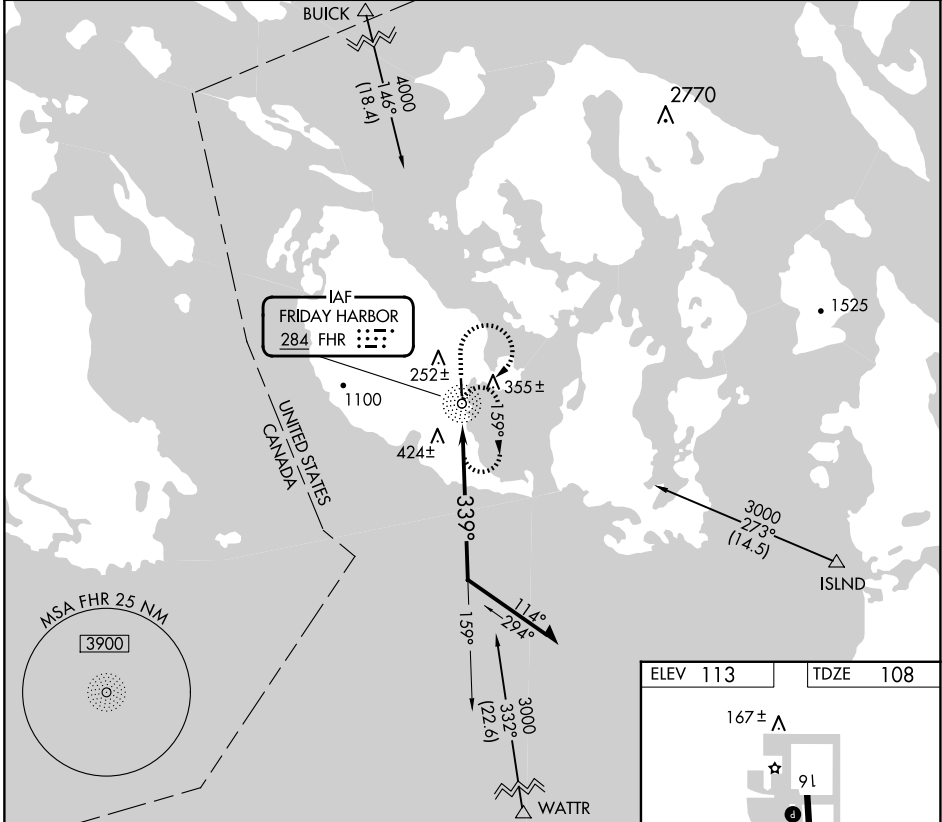 BUICK
4000
146°
(18.4)
2770
IAF
FRIDAY HARBOR
284 FHR
1525
252±
355±
1100
159°
424±
UNITED STATES
CANADA
339°
3000
273°
(14.5)
ISLND
114°
294°
159°
MSA FHR 25 NM
3900
3000
332°
(22.6)
WATTR
ELEV 113
TDZE 108
167±
16
P